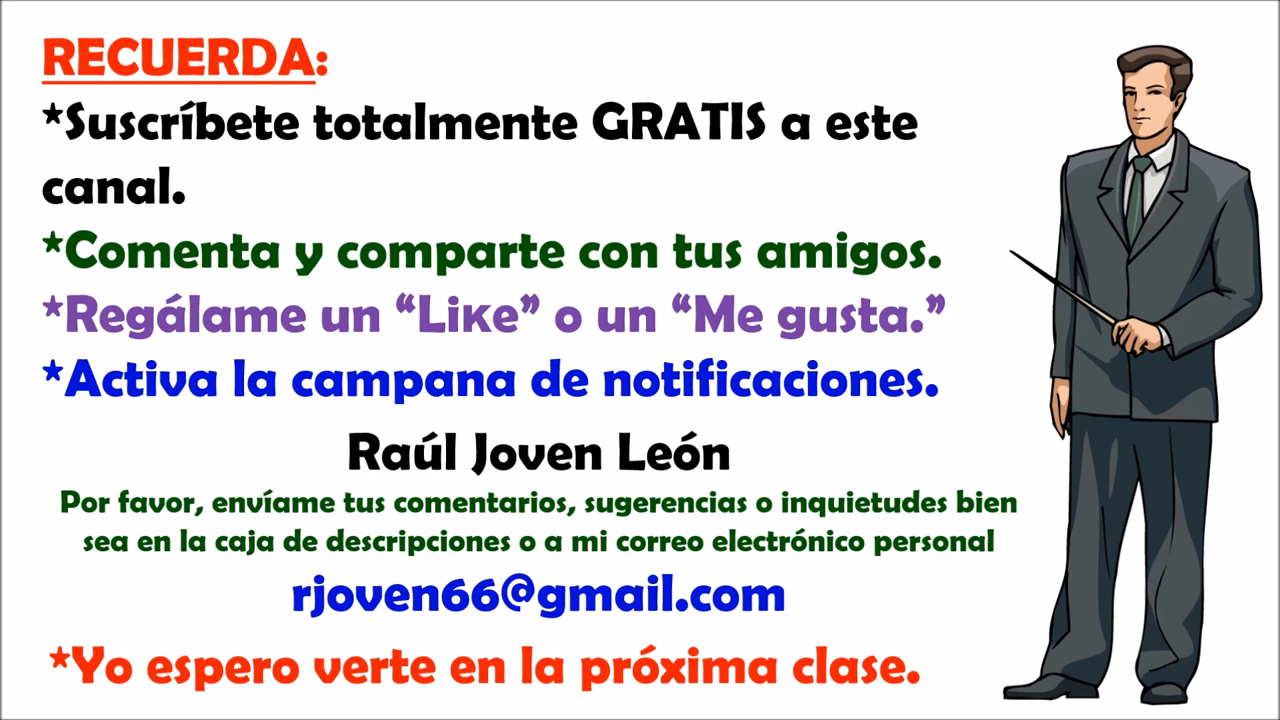 RECUERDA:
*Suscríbete totalmente GRATIS a este
canal.
*Comenta y comparte con tus amigos.
*Regálame un “Like” o un “Me gusta.”
*Activa la campana de notificaciones.
Raúl Joven León
Por favor, envíame tus comentarios, sugerencias o inquietudes bien
sea en la caja de descripciones o a mi correo electrónico personal
rjoven66@gmail.com
*Yo espero verte en la próxima clase.